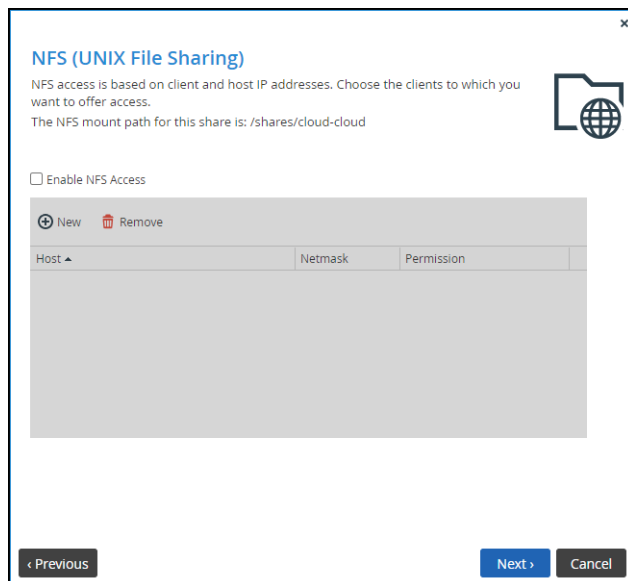 NFS (UNIX File Sharing)
NFS access is based on client and host IP addresses. Choose the clients to which you
want to offer access.
The NFS mount path for this share is: /shares/cloud-cloud
Enable NFS Access
New Remove
Host Netmask Permission
‹ Previous Next › Cancel